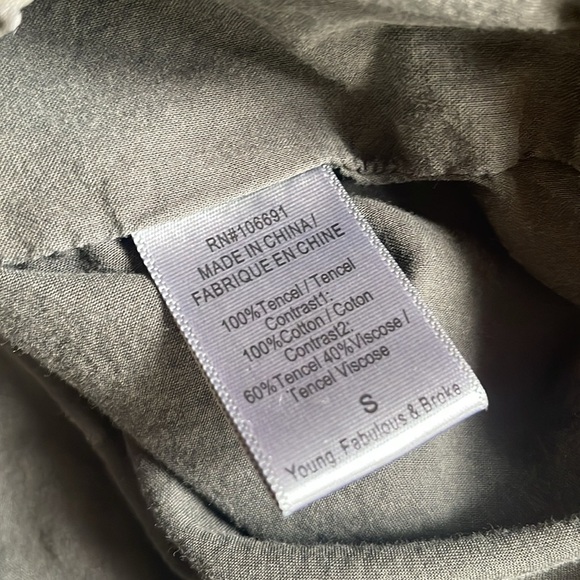 RN#106691
MADE IN CHINA /
FABRIQUE EN CHINE
100%Tencel / Tencel
Contrast1:
100%Cotton / Coton
Contrast2:
60%Tencel 40%Viscose /
Tencel Viscose
S
Young, Fabulous & Broke